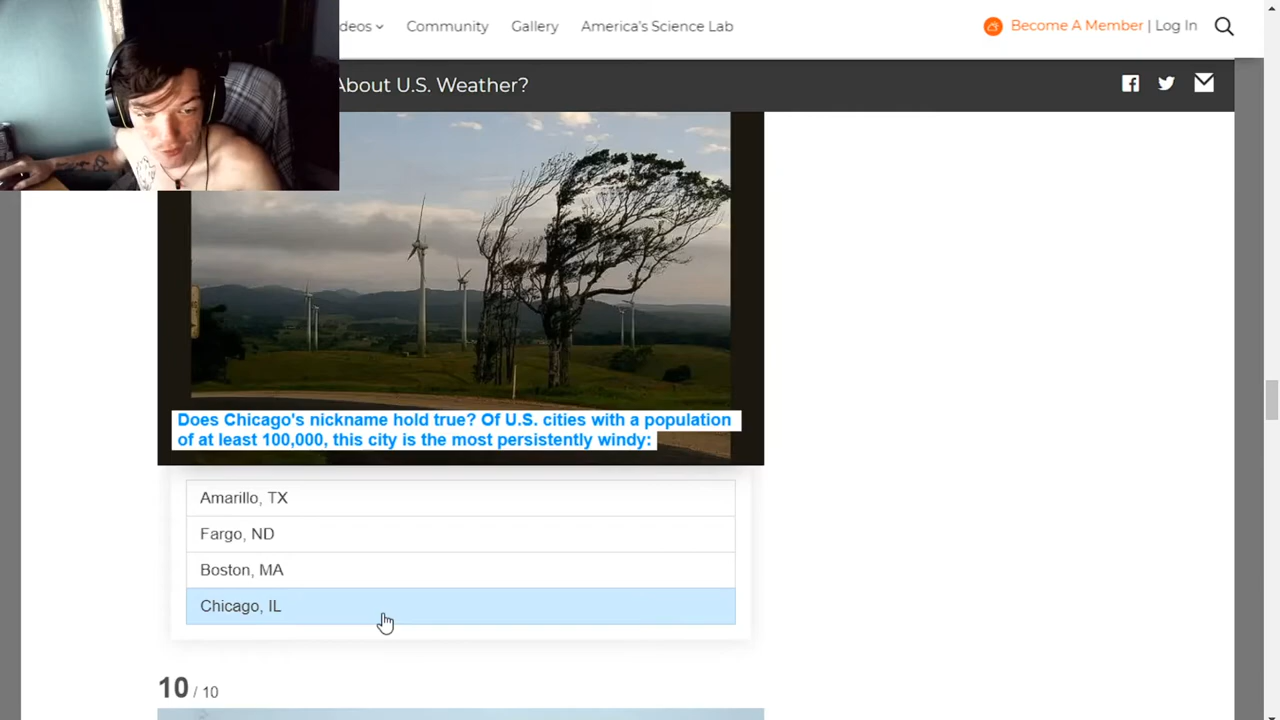 deos Community Gallery America's Science Lab Become A Member | Log In
About U.S. Weather?
Does Chicago's nickname hold true? Of U.S. cities with a population
of at least 100,000, this city is the most persistently windy:
Amarillo, TX
Fargo, ND
Boston, MA
Chicago, IL
10 / 10